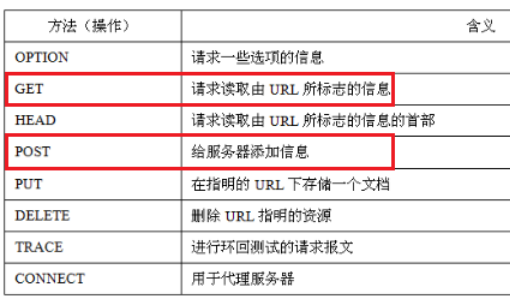 方法（操作） 含义
OPTION 请求一些选项的信息
GET 请求读取由 URL 所标志的信息
HEAD 请求读取由 URL 所标志的信息的首部
POST 给服务器添加信息
PUT 在指明的 URL 下存储一个文档
DELETE 删除 URL 指明的资源
TRACE 进行环回测试的请求报文
CONNECT 用于代理服务器